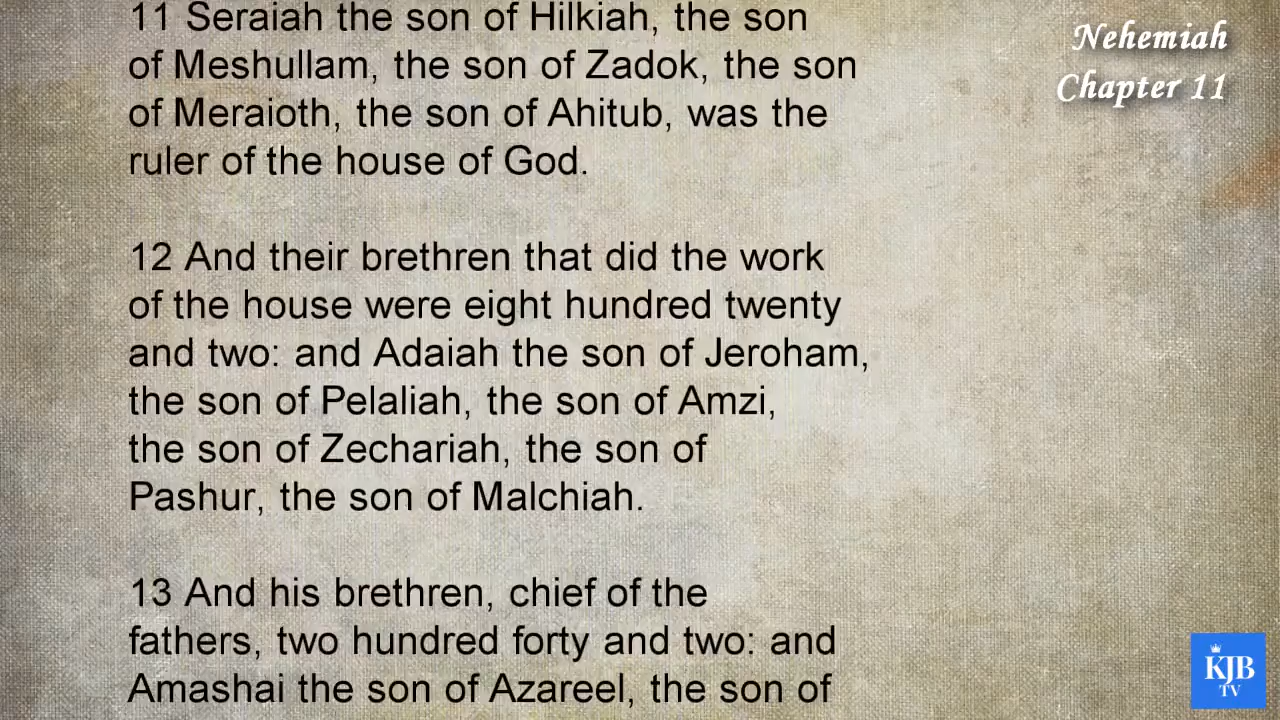 11 Seraiah the son of Hilkiah, the son
of Meshullam, the son of Zadok, the son
of Meraioth, the son of Ahitub, was the
ruler of the house of God.
12 And their brethren that did the work
of the house were eight hundred twenty
and two: and Adaiah the son of Jeroham,
the son of Pelaliah, the son of Amzi,
the son of Zechariah, the son of
Pashur, the son of Malchiah.
13 And his brethren, chief of the
fathers, two hundred forty and two: and
Amashai the son of Azareel, the son of
Nehemiah
Chapter 11
KJB
TV